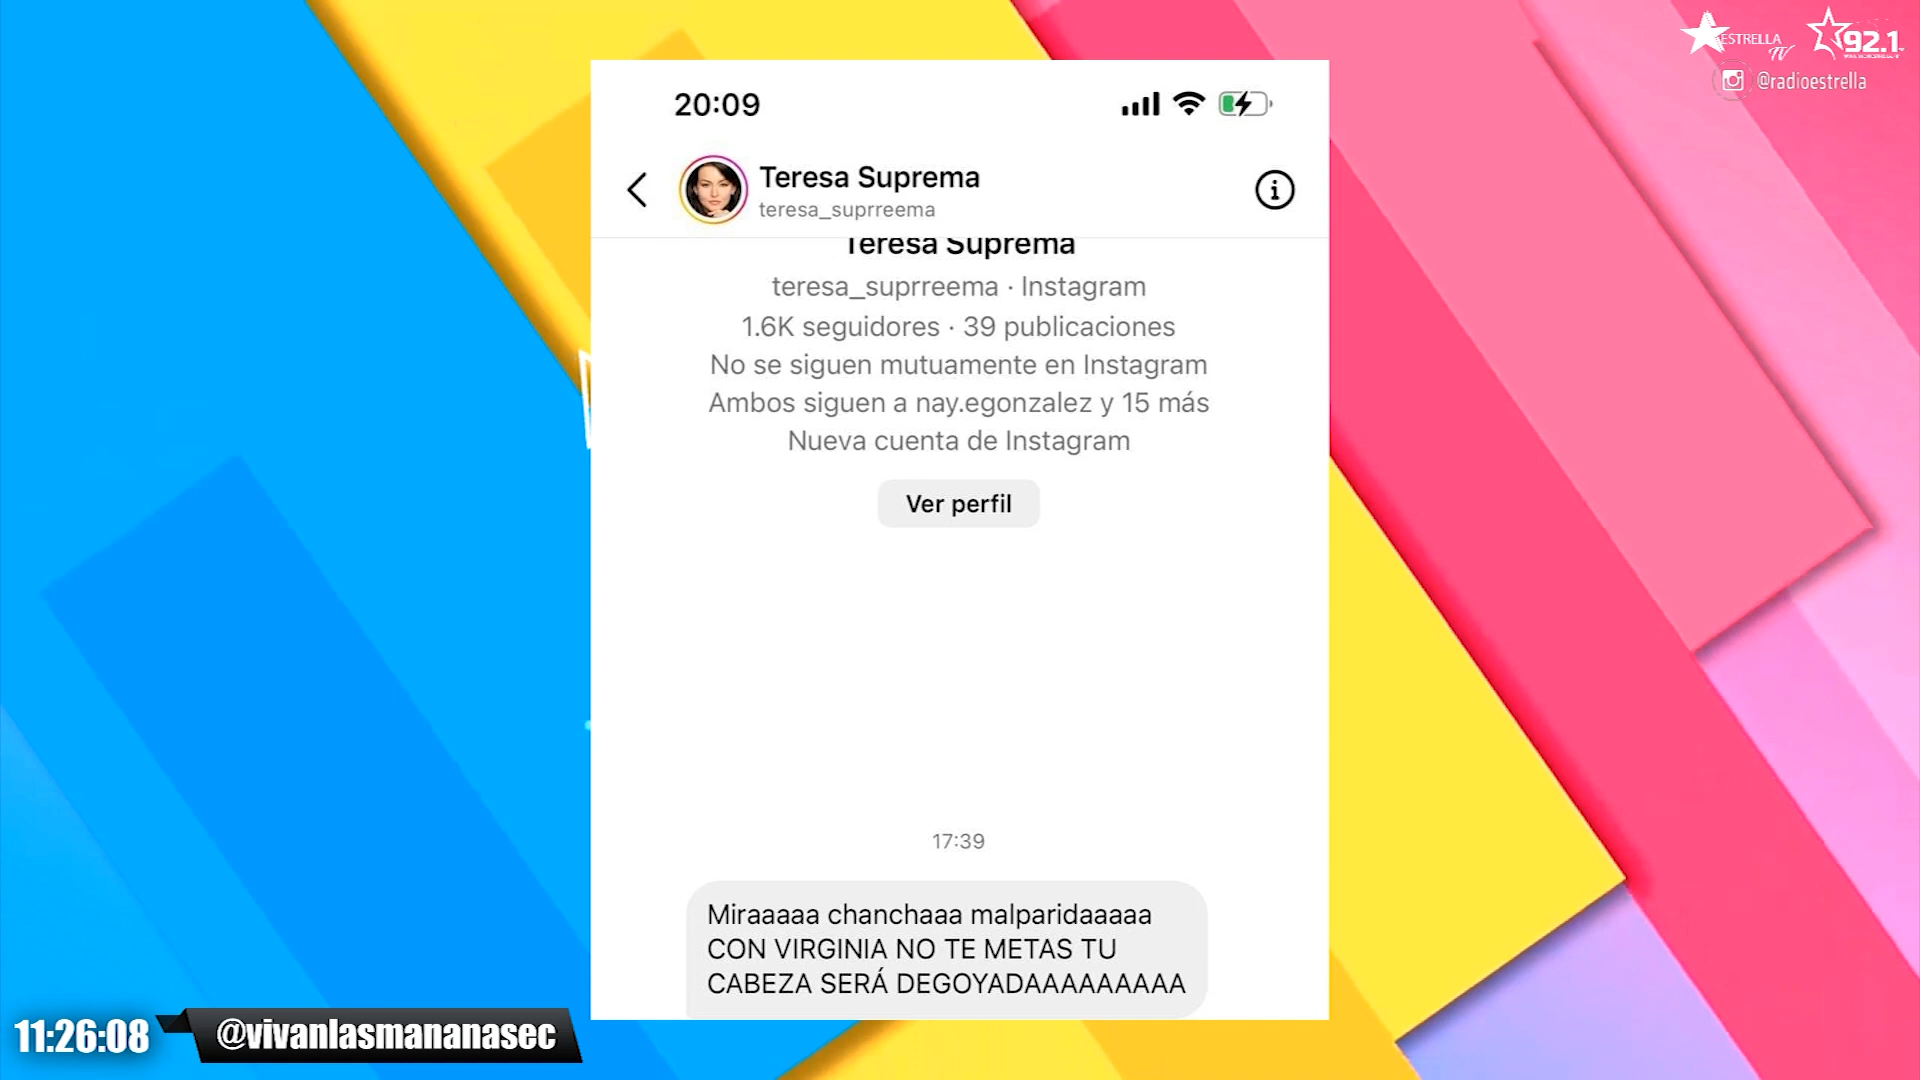 ESTRELLA
TV
92.1
@radioestrella
20:09
Teresa Suprema
teresa_suprreema
Teresa Suprema
teresa_suprreema · Instagram
1.6K seguidores · 39 publicaciones
No se siguen mutuamente en Instagram
Ambos siguen a nay.egonzalez y 15 más
Nueva cuenta de Instagram
Ver perfil
17:39
Miraaaaa chanchaaa malparidaaaaa
CON VIRGINIA NO TE METAS TU
CABEZA SERÁ DEGOYADAAAAAAAAA
11:26:08
@vivanlasmananasec